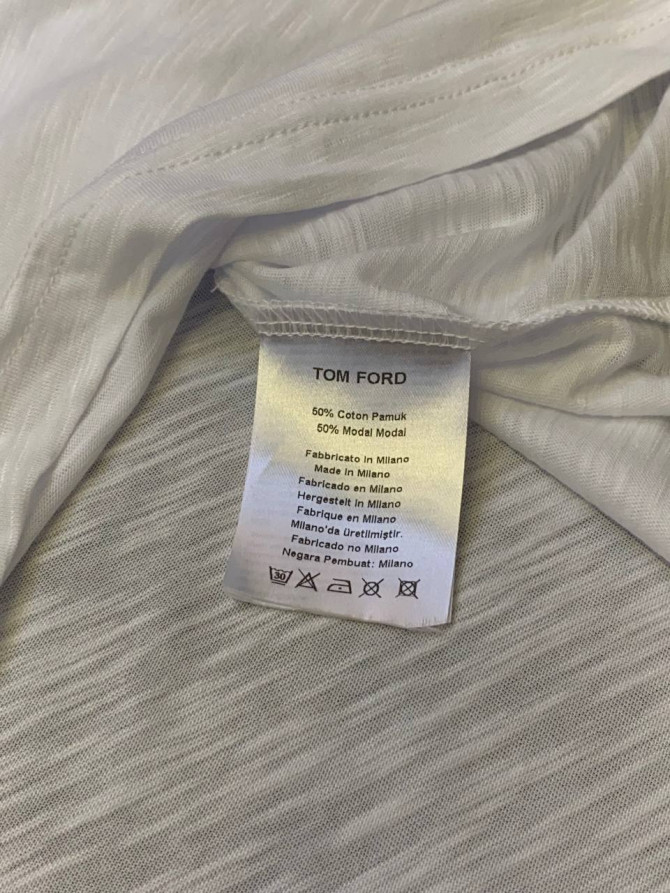 TOM FORD
50% Coton Pamuk
50% Modal Modal
Fabbricato in Milano
Made in Milano
Fabricado en Milano
Hergestelt in Milano
Fabrique en Milano
Milano'da üretilmiştir.
Fabricado no Milano
Negara Pembuat: Milano
30